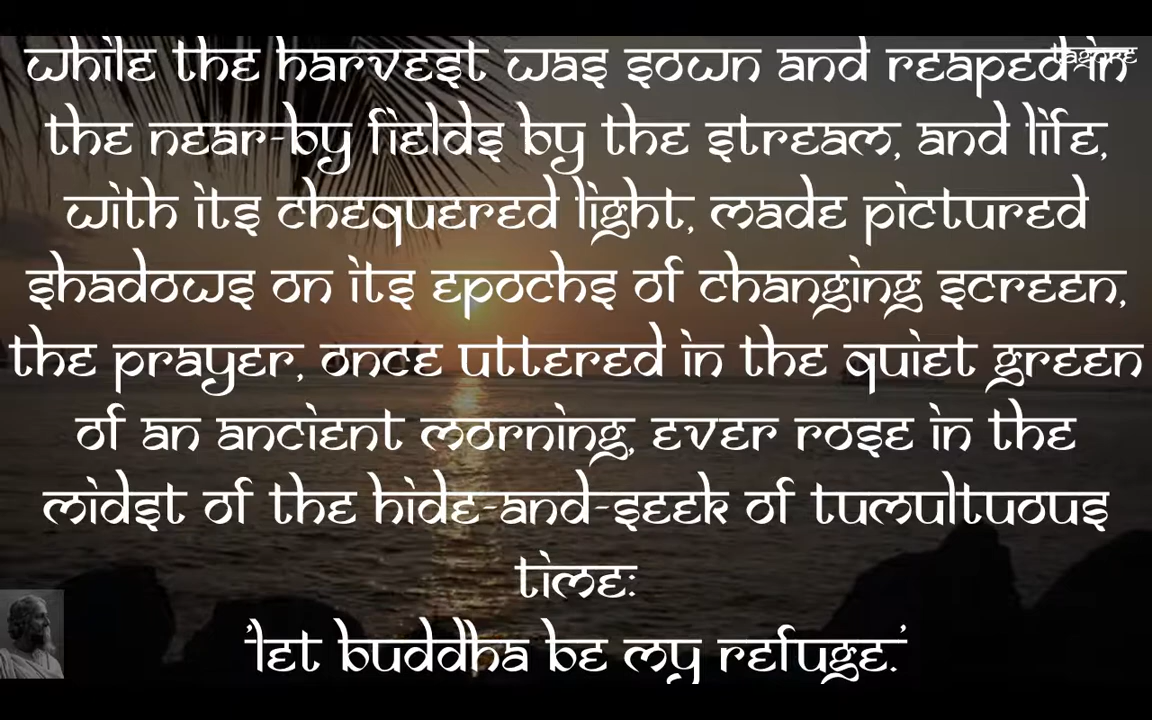 while the harvest was sown and reaped in
tagore
the near-by fields by the stream, and life,
with its chequered light, made pictured
shadows on its epochs of changing screen,
the prayer, once uttered in the quiet green
of an ancient morning, ever rose in the
midst of the hide-and-seek of tumultuous
time:
'let buddha be my refuge.'